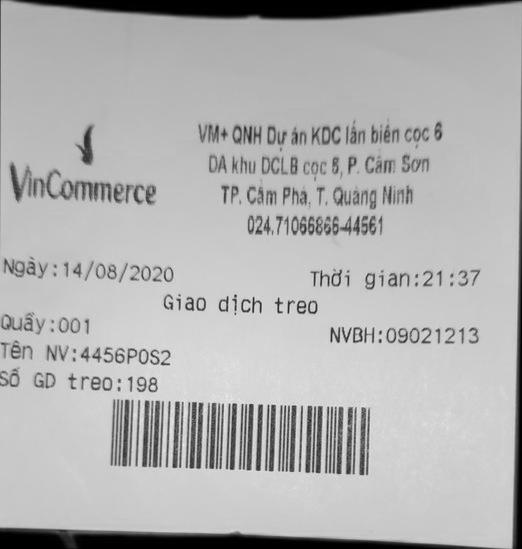 VinCommerce
VM+ QNH Dự án KDC lấn biển cọc 6
DA khu DCLB cọc 6, P. Cẩm Sơn
TP. Cẩm Phả, T. Quảng Ninh
024.71066866-44561
Ngày:14/08/2020 Thời gian:21:37
Giao dịch treo
Quầy:001 NVBH:09021213
Tên NV:4456POS2
Số GD treo:198